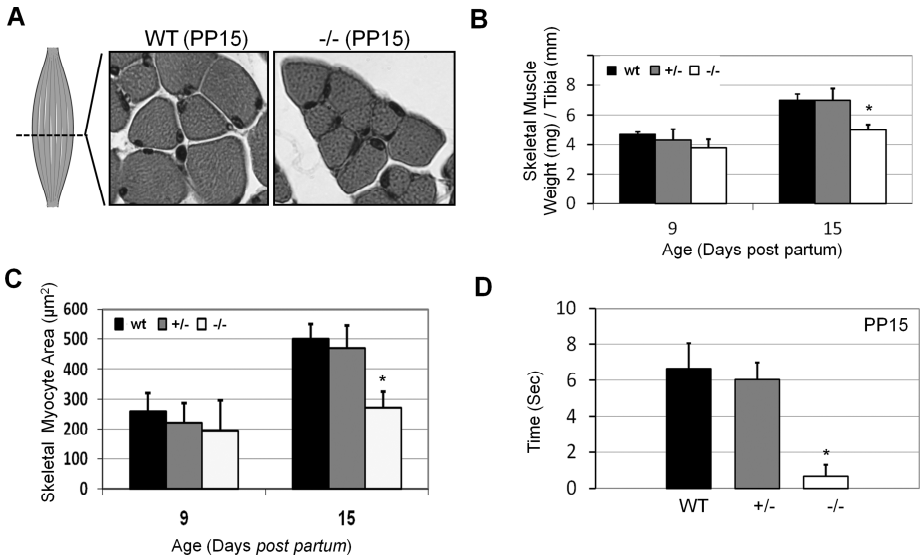 A
WT (PP15)
-/- (PP15)
B
Skeletal Muscle
Weight (mg) / Tibia (mm)
8
6
4
2
0
wt +/- -/-
*
9 15
Age (Days post partum)
C
Skeletal Myocyte Area (µm²)
600
500
400
300
200
100
0
wt +/- -/-
*
9 15
Age (Days post partum)
D
Time (Sec)
10
8
6
4
2
0
PP15
*
WT +/- -/-